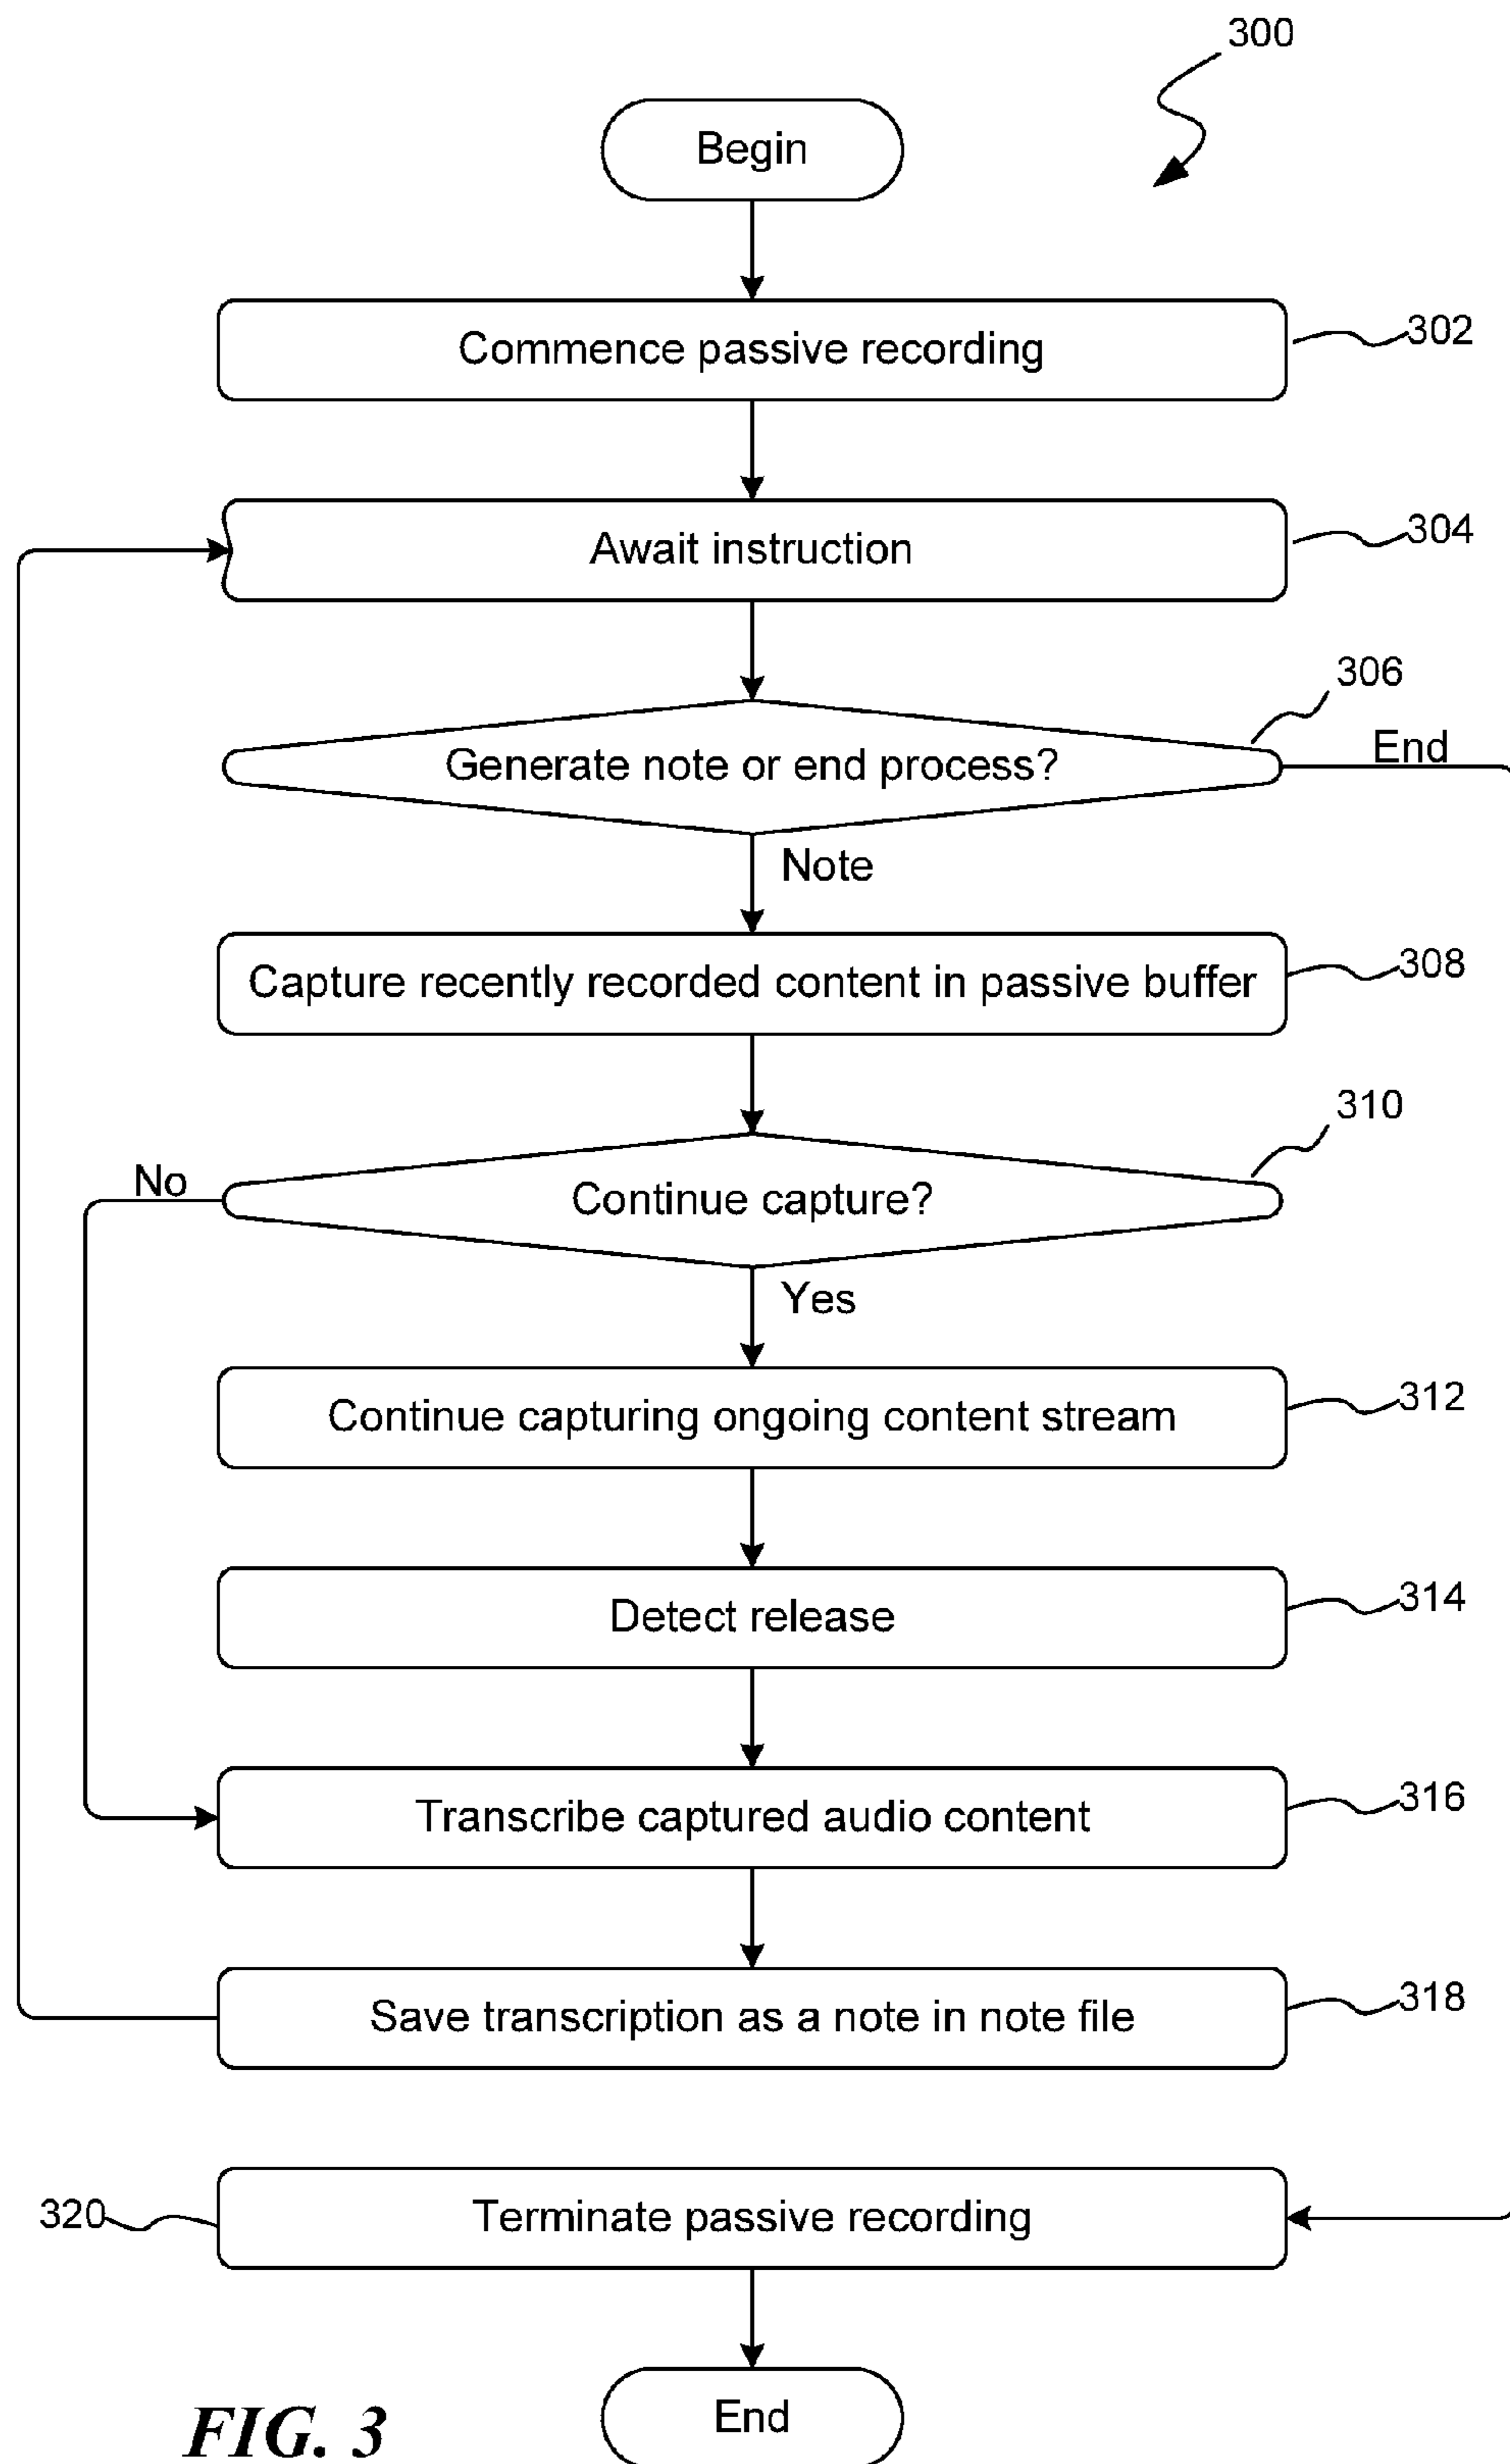 300
Begin
Commence passive recording
302
Await instruction
304
306
Generate note or end process?
End
Note
Capture recently recorded content in passive buffer
308
310
No
Continue capture?
Yes
Continue capturing ongoing content stream
312
Detect release
314
Transcribe captured audio content
316
Save transcription as a note in note file
318
320
Terminate passive recording
End
FIG. 3